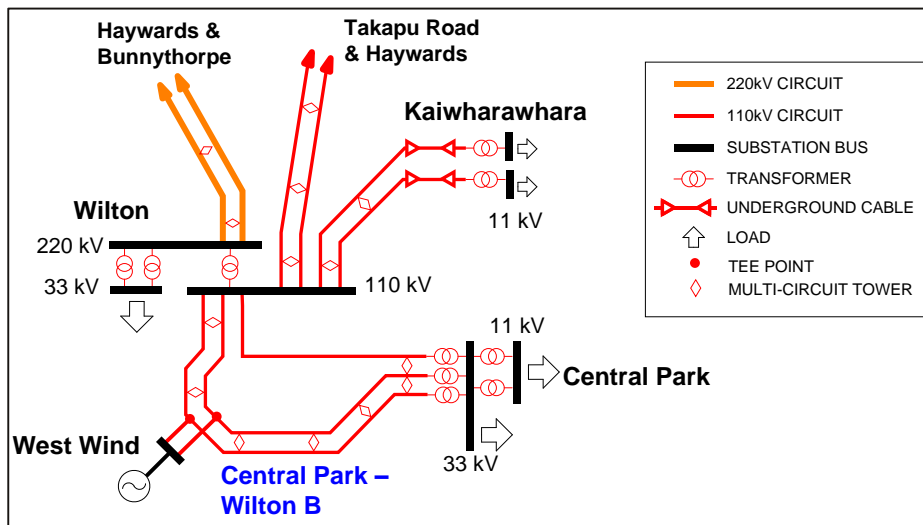 Haywards &
Bunnythorpe
Takapu Road
& Haywards
Kaiwharawhara
11 kV
Wilton
220 kV
33 kV
110 kV
11 kV
Central Park
33 kV
West Wind
Central Park –
Wilton B
220kV CIRCUIT
110kV CIRCUIT
SUBSTATION BUS
TRANSFORMER
UNDERGROUND CABLE
LOAD
TEE POINT
MULTI-CIRCUIT TOWER